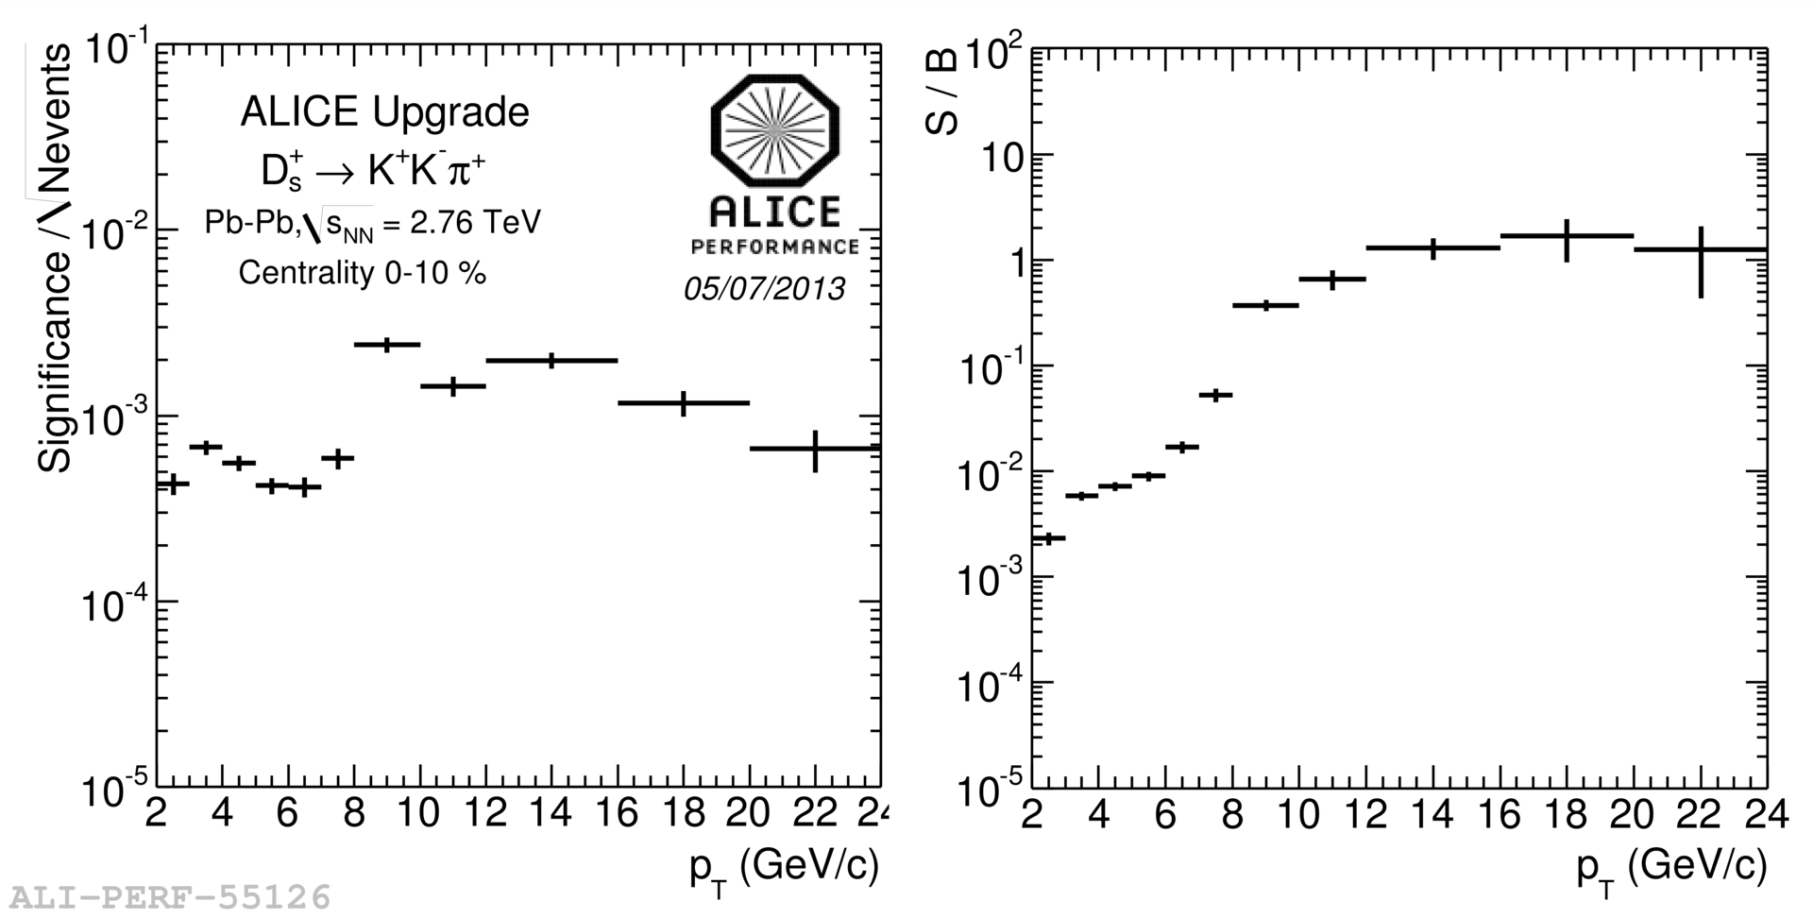 Significance / √Nevents
10⁻¹
10⁻²
10⁻³
10⁻⁴
10⁻⁵
ALICE Upgrade
D⁺ₛ → K⁺K⁻π⁺
Pb-Pb, √s_NN = 2.76 TeV
Centrality 0-10 %
ALICE
PERFORMANCE
05/07/2013
2 4 6 8 10 12 14 16 18 20 22 24
p_T (GeV/c)
S / B
10²
10
1
10⁻¹
10⁻²
10⁻³
10⁻⁴
10⁻⁵
2 4 6 8 10 12 14 16 18 20 22 24
p_T (GeV/c)
ALI-PERF-55126